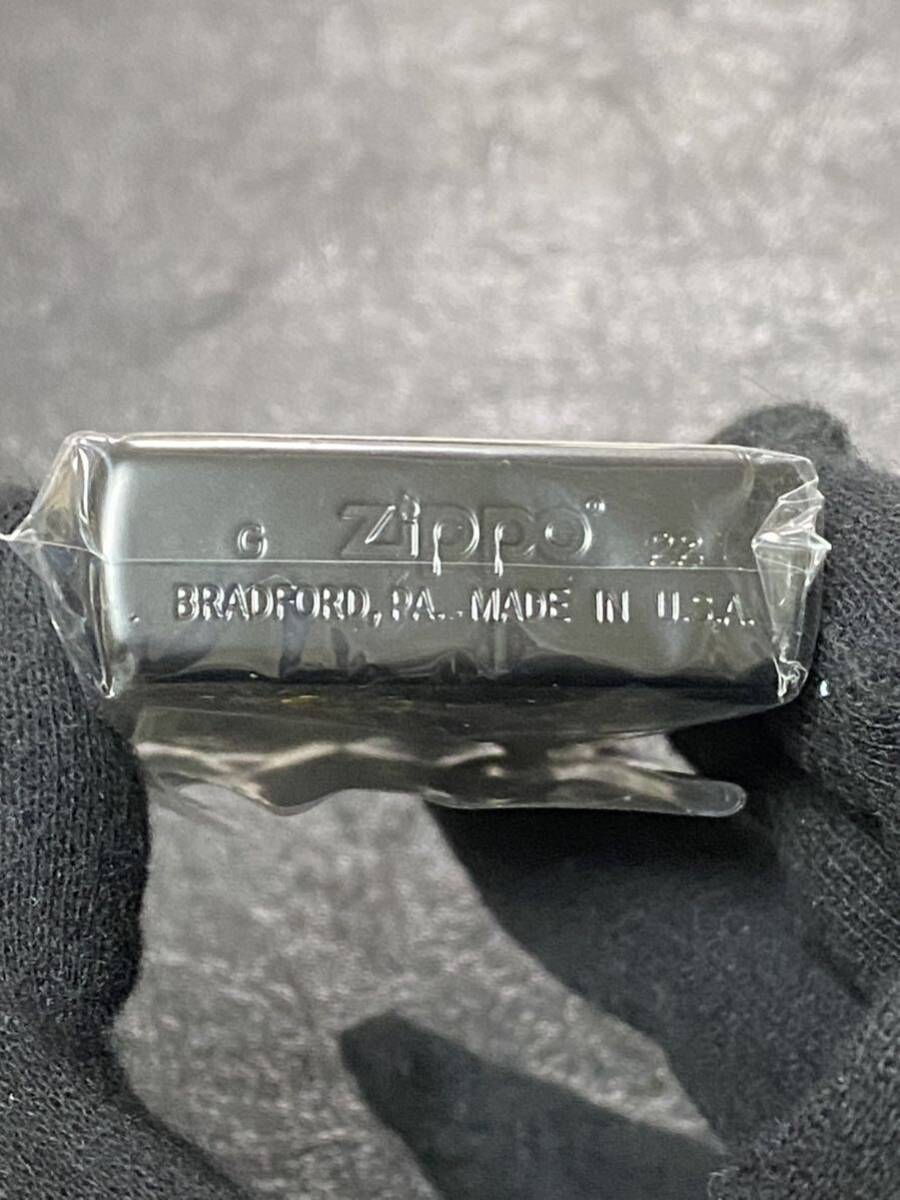 G Zippo® 22
BRADFORD, PA. MADE IN U.S.A.